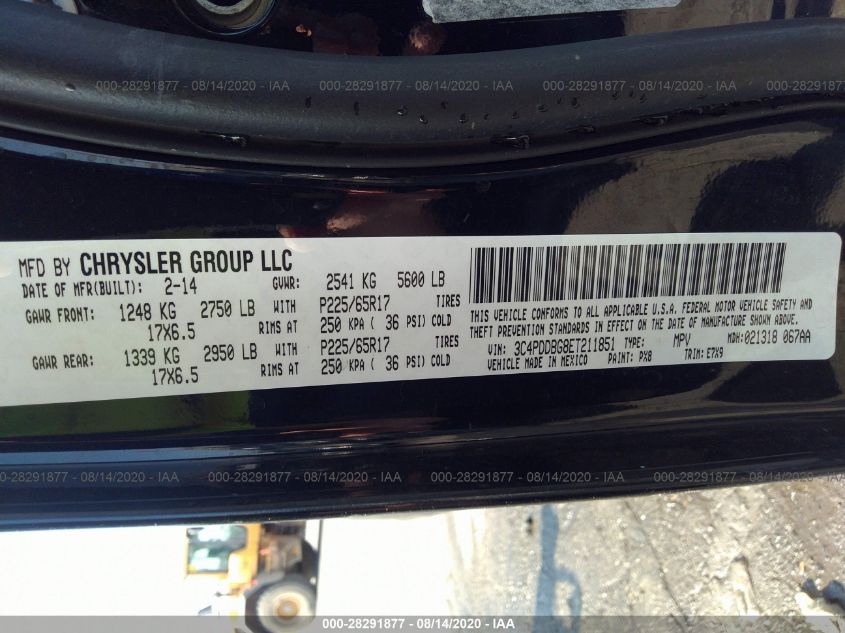 000-28291877 - 08/14/2020 - IAA 000-28291877 - 08/14/2020 - IAA 000-28291877 - 08/14/2020 - IAA
MFD BY CHRYSLER GROUP LLC
DATE OF MFR(BUILT): 2-14 GVWR: 2541 KG 5600 LB
GAWR FRONT: 1248 KG 2750 LB WITH P225/65R17 TIRES
17X6.5 RIMS AT 250 KPA ( 36 PSI) COLD
GAWR REAR: 1339 KG 2950 LB WITH P225/65R17 TIRES
17X6.5 RIMS AT 250 KPA ( 36 PSI) COLD
THIS VEHICLE CONFORMS TO ALL APPLICABLE U.S.A. FEDERAL MOTOR VEHICLE SAFETY AND
THEFT PREVENTION STANDARDS IN EFFECT ON THE DATE OF MANUFACTURE SHOWN ABOVE.
VIN: 3C4PDDBG8ET211851 TYPE: MPV MDH: 021318 067AA
VEHICLE MADE IN MEXICO PAINT: PX8 TRIM: E7X9
000-28291877 - 08/14/2020 - IAA 000-28291877 - 08/14/2020 - IAA 000-28291877 - 08/14/2020 - IAA
000-28291877 - 08/14/2020 - IAA